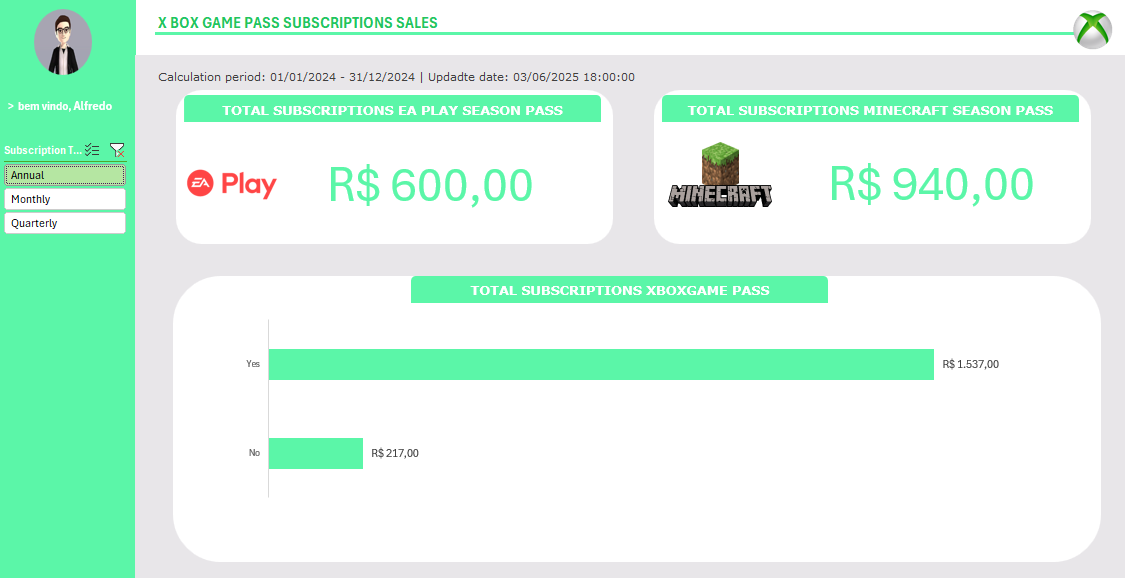 X BOX GAME PASS SUBSCRIPTIONS SALES
Calculation period: 01/01/2024 - 31/12/2024 | Updadte date: 03/06/2025 18:00:00
> bem vindo, Alfredo
Subscription T...
Annual
Monthly
Quarterly
TOTAL SUBSCRIPTIONS EA PLAY SEASON PASS
EA Play
R$ 600,00
TOTAL SUBSCRIPTIONS MINECRAFT SEASON PASS
MINECRAFT
R$ 940,00
TOTAL SUBSCRIPTIONS XBOXGAME PASS
Yes
R$ 1.537,00
No
R$ 217,00